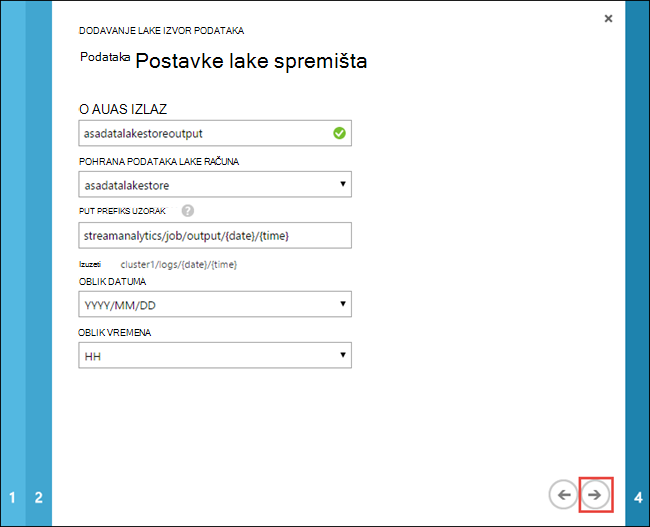 DODAVANJE LAKE IZVOR PODATAKA
Podataka Postavke lake spremišta
O AUAS IZLAZ
asadatalakestoreoutput
POHRANA PODATAKA LAKE RAČUNA
asadatalakestore
PUT PREFIKS UZORAK ?
streamanalytics/job/output/{date}/{time}
Izuzeti cluster1/logs/{date}/{time}
OBLIK DATUMA
YYYY/MM/DD
OBLIK VREMENA
HH
1 2 4